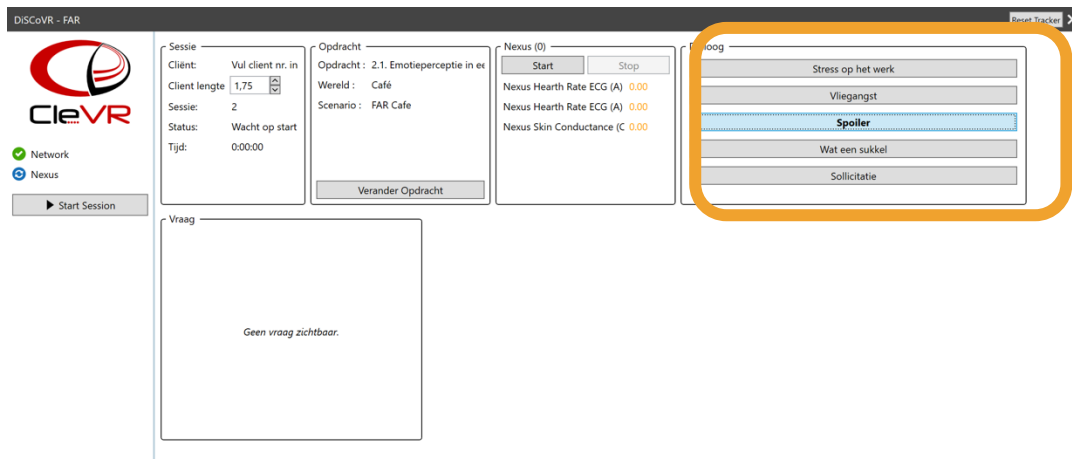 DiSCoVR - FAR
Reset Tracker
CleVR
Network
Nexus
Start Session
Sessie
Cliënt: Vul client nr. in
Client lengte 1,75
Sessie: 2
Status: Wacht op start
Tijd: 0:00:00
Opdracht
Opdracht : 2.1. Emotieperceptie in ee
Wereld : Café
Scenario : FAR Cafe
Verander Opdracht
Nexus (0)
Start Stop
Nexus Hearth Rate ECG (A) 0.00
Nexus Hearth Rate ECG (A) 0.00
Nexus Skin Conductance (C 0.00
Stress op het werk
Vliegangst
Spoiler
Wat een sukkel
Sollicitatie
Vraag
Geen vraag zichtbaar.